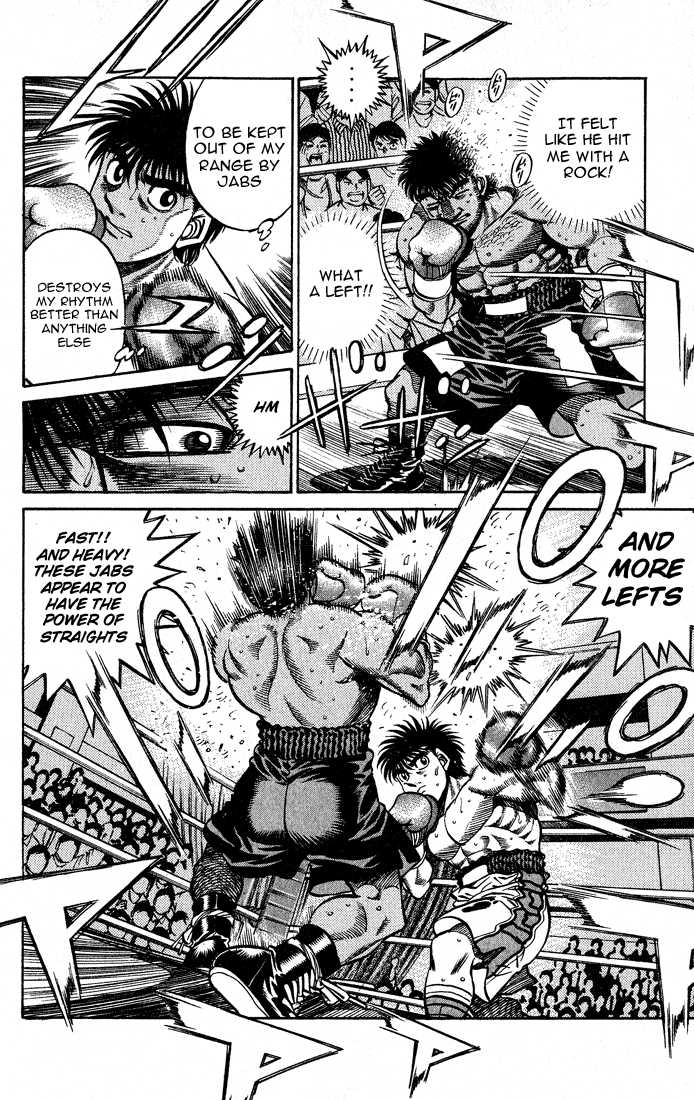 IT FELT
LIKE HE HIT
ME WITH A
ROCK!
...
WHAT
A LEFT!!
TO BE KEPT
OUT OF MY
RANGE BY
JABS
DESTROYS
MY RHYTHM
BETTER THAN
ANYTHING
ELSE
HM
AND
MORE
LEFTS
FAST!!
AND HEAVY!
THESE JABS
APPEAR TO
HAVE THE
POWER OF
STRAIGHTS